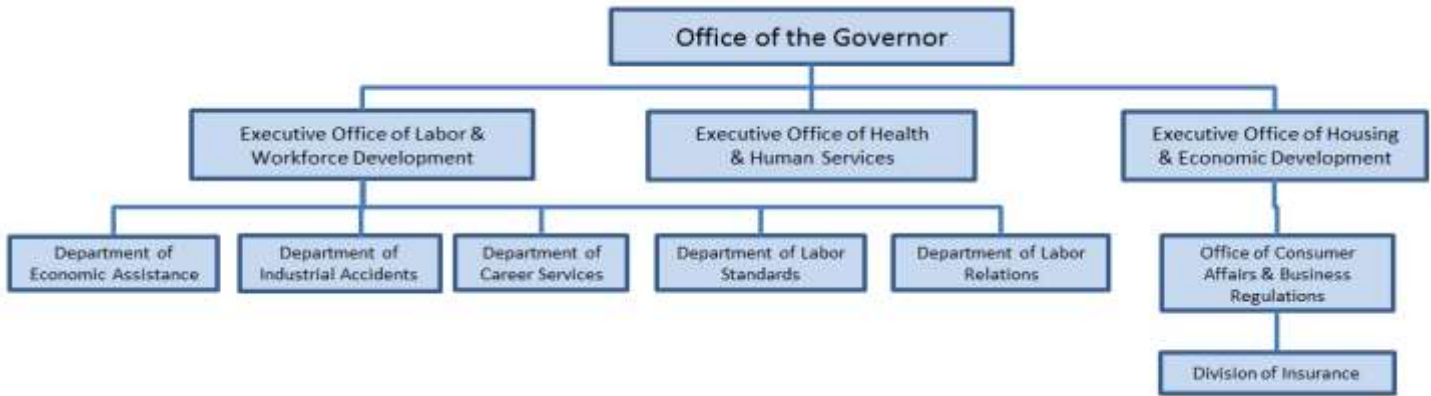 Office of the Governor
Executive Office of Labor &
Workforce Development
Executive Office of Health
& Human Services
Executive Office of Housing
& Economic Development
Department of
Economic Assistance
Department of
Industrial Accidents
Department of
Career Services
Department of Labor
Standards
Department of Labor
Relations
Office of Consumer
Affairs & Business
Regulations
Division of Insurance